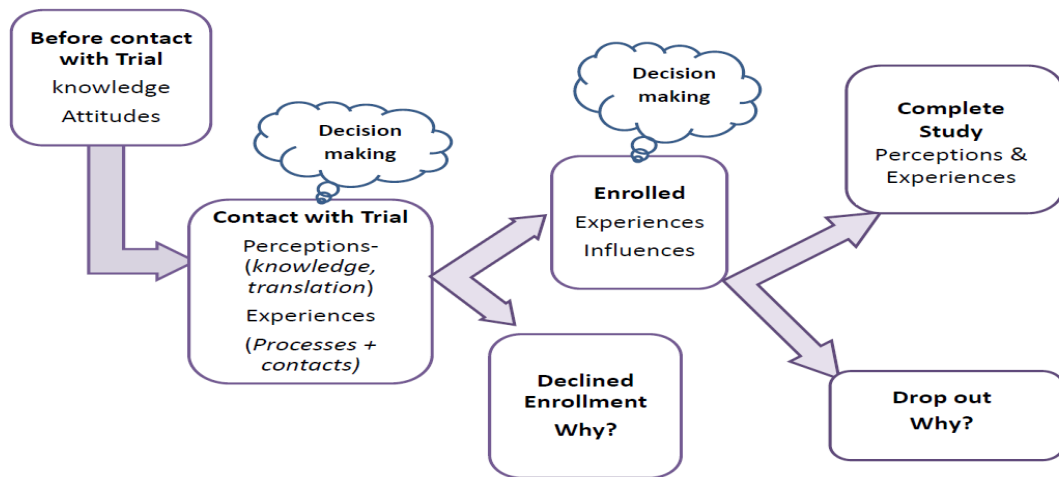 Before contact
with Trial
knowledge
Attitudes
Decision
making
Contact with Trial
Perceptions-
(knowledge,
translation)
Experiences
(Processes +
contacts)
Decision
making
Enrolled
Experiences
Influences
Declined
Enrollment
Why?
Complete
Study
Perceptions &
Experiences
Drop out
Why?